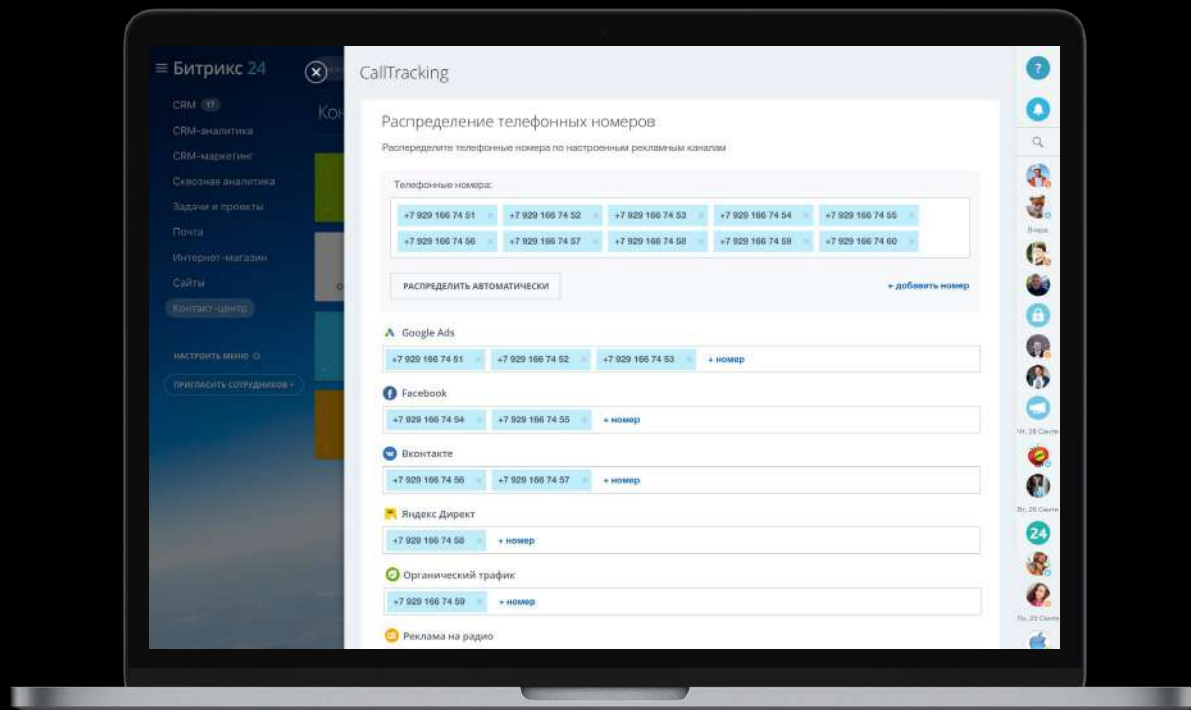 Битрикс 24
CallTracking
CRM 17
CRM-аналитика
CRM-маркетинг
Сквозная аналитика
Задачи и проекты
Почта
Интернет-магазин
Сайты
Контакт-центр
НАСТРОИТЬ МЕНЮ
ПРИГЛАСИТЬ СОТРУДНИКОВ +
Кон
Распределение телефонных номеров
Распеределите телефонные номера по настроенным рекламным каналам
Телефонные номера:
+7 929 166 74 51 +7 929 166 74 52 +7 929 166 74 53 +7 929 166 74 54 +7 929 166 74 55
+7 929 166 74 56 +7 929 166 74 57 +7 929 166 74 58 +7 929 166 74 59 +7 929 166 74 60
РАСПРЕДЕЛИТЬ АВТОМАТИЧЕСКИ + добавить номер
Google Ads
+7 929 166 74 51 +7 929 166 74 52 +7 929 166 74 53 + номер
Facebook
+7 929 166 74 54 +7 929 166 74 55 + номер
Вконтакте
+7 929 166 74 56 +7 929 166 74 57 + номер
Яндекс Директ
+7 929 166 74 58 + номер
Органический трафик
+7 929 166 74 59 + номер
Реклама на радио
?
Вчера
24